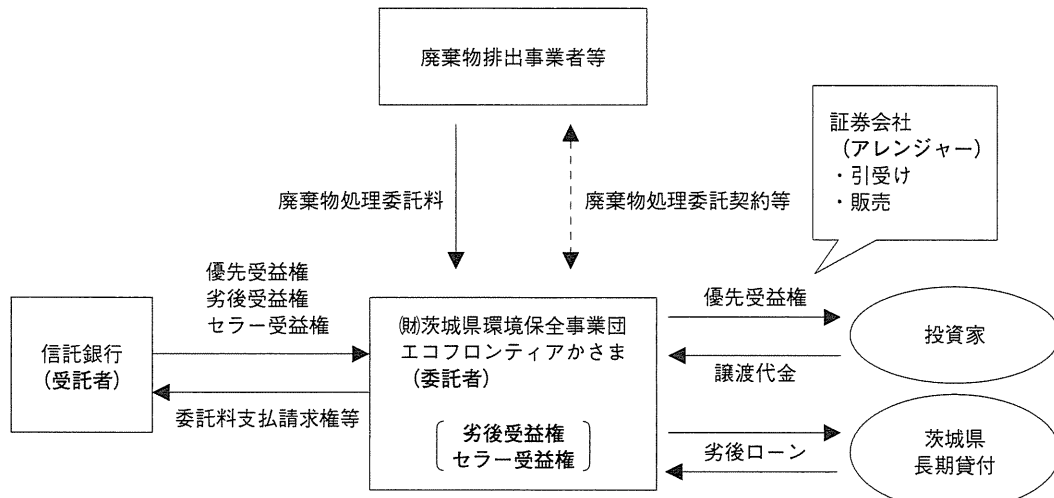 廃棄物排出事業者等
証券会社
（アレンジャー）
・引受け
・販売
廃棄物処理委託料
廃棄物処理委託契約等
優先受益権
劣後受益権
セラー受益権
信託銀行
（受託者）
委託料支払請求権等
㈶茨城県環境保全事業団
エコフロンティアかさま
（委託者）
劣後受益権
セラー受益権
優先受益権
譲渡代金
投資家
劣後ローン
茨城県
長期貸付